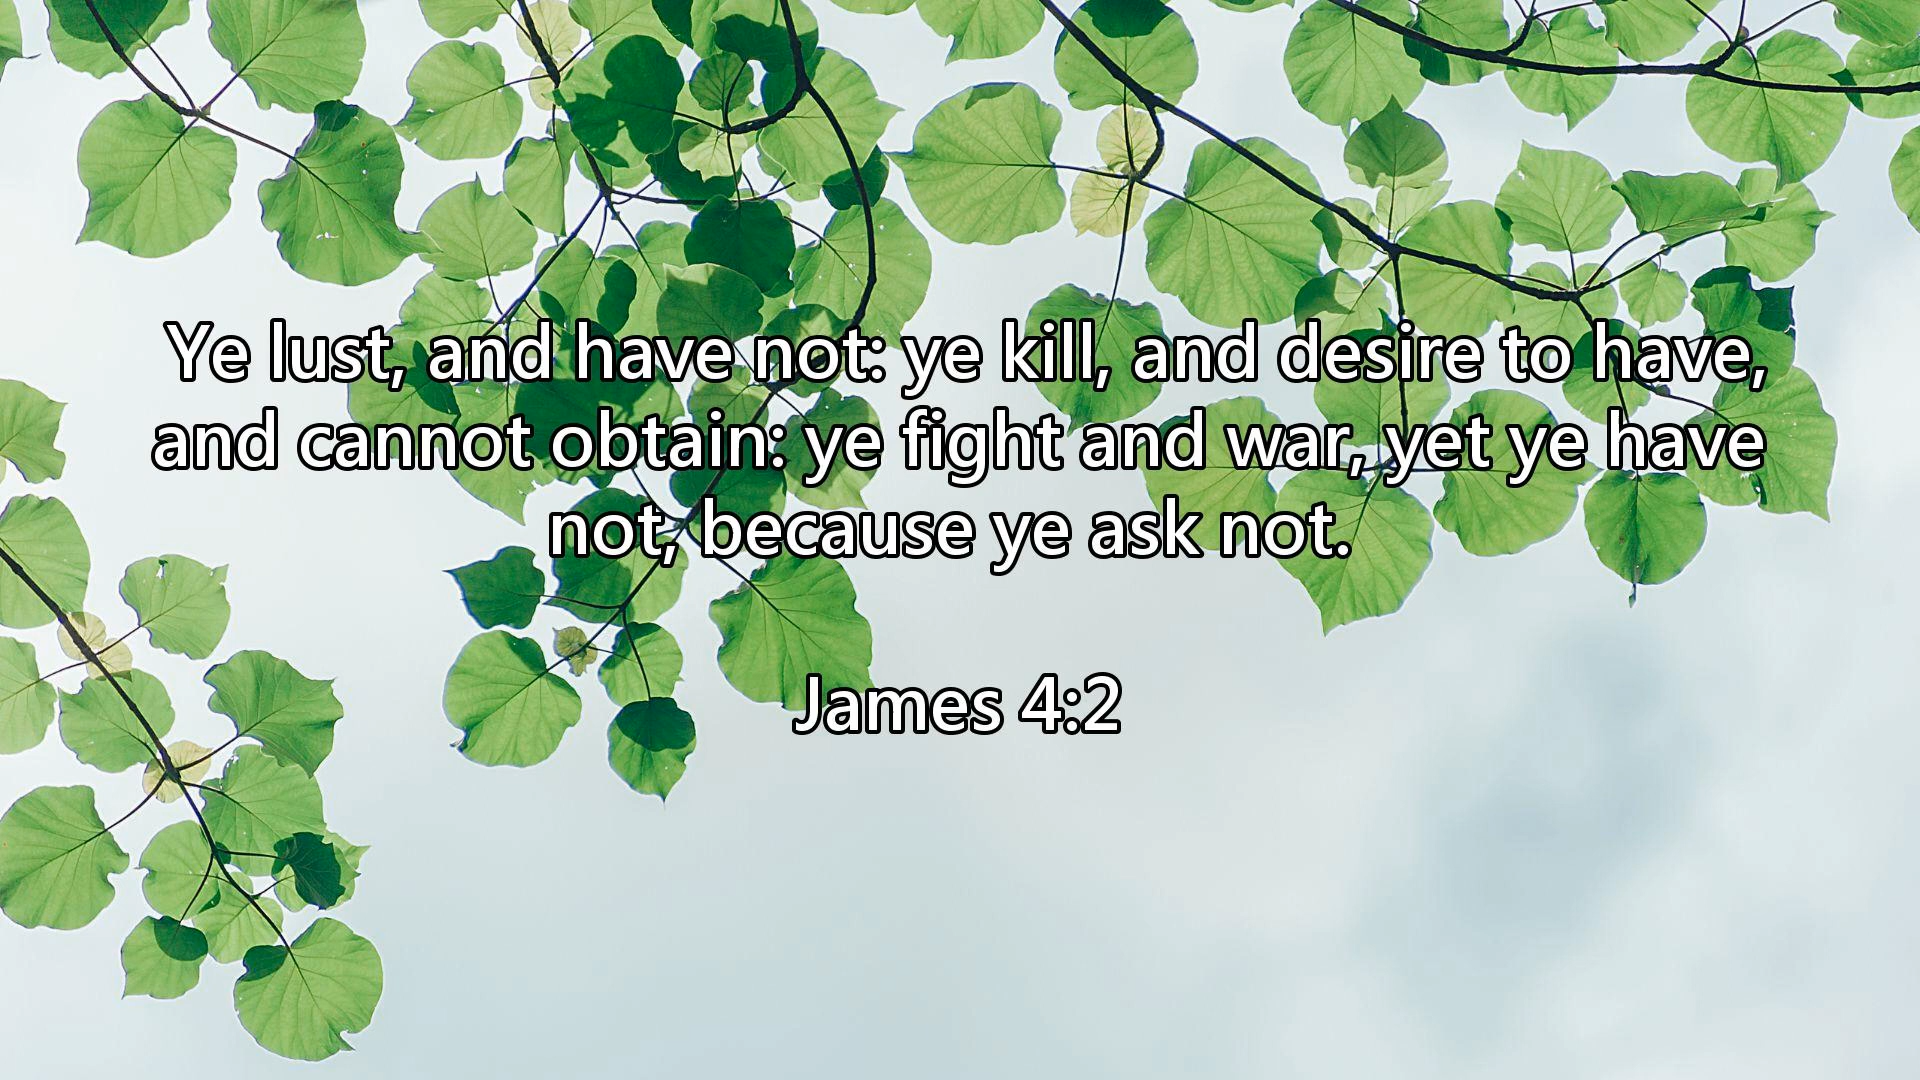 Ye lust, and have not: ye kill, and desire to have,
and cannot obtain: ye fight and war, yet ye have
not, because ye ask not.
James 4:2